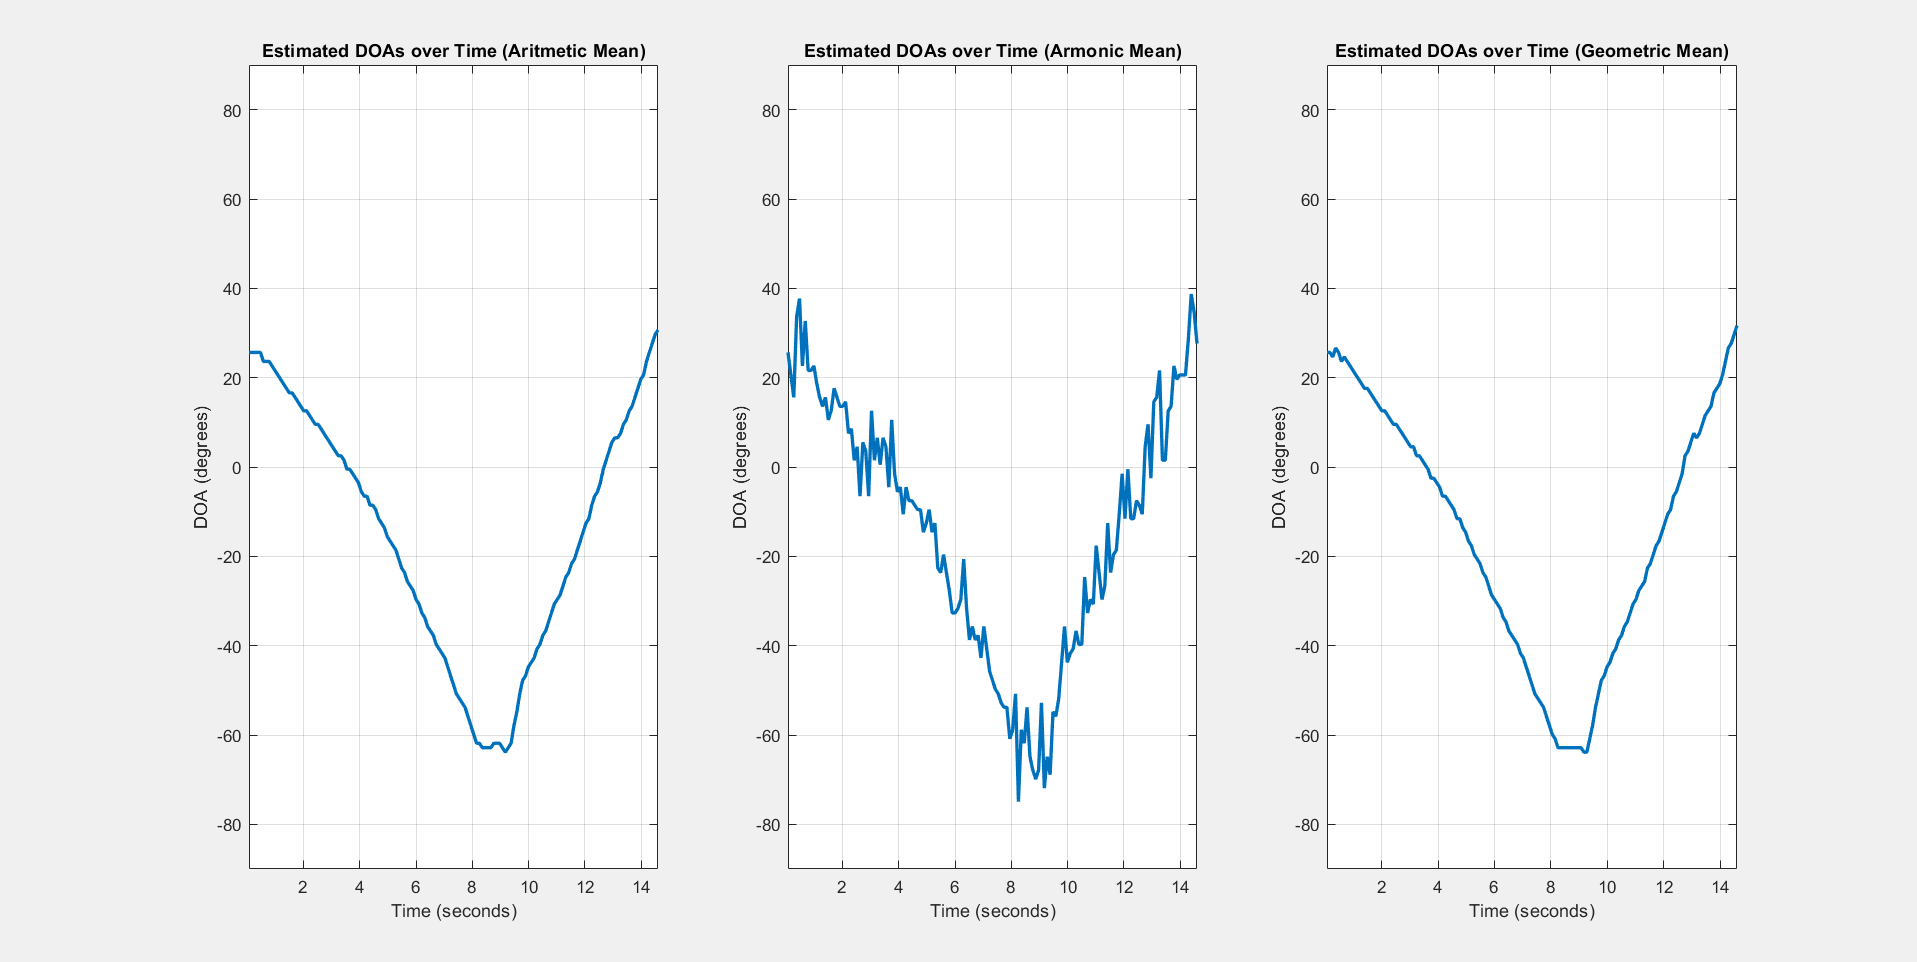 Estimated DOAs over Time (Aritmetic Mean)
80
60
40
20
0
-20
-40
-60
-80
DOA (degrees)
2 4 6 8 10 12 14
Time (seconds)
Estimated DOAs over Time (Armonic Mean)
80
60
40
20
0
-20
-40
-60
-80
DOA (degrees)
2 4 6 8 10 12 14
Time (seconds)
Estimated DOAs over Time (Geometric Mean)
80
60
40
20
0
-20
-40
-60
-80
DOA (degrees)
2 4 6 8 10 12 14
Time (seconds)